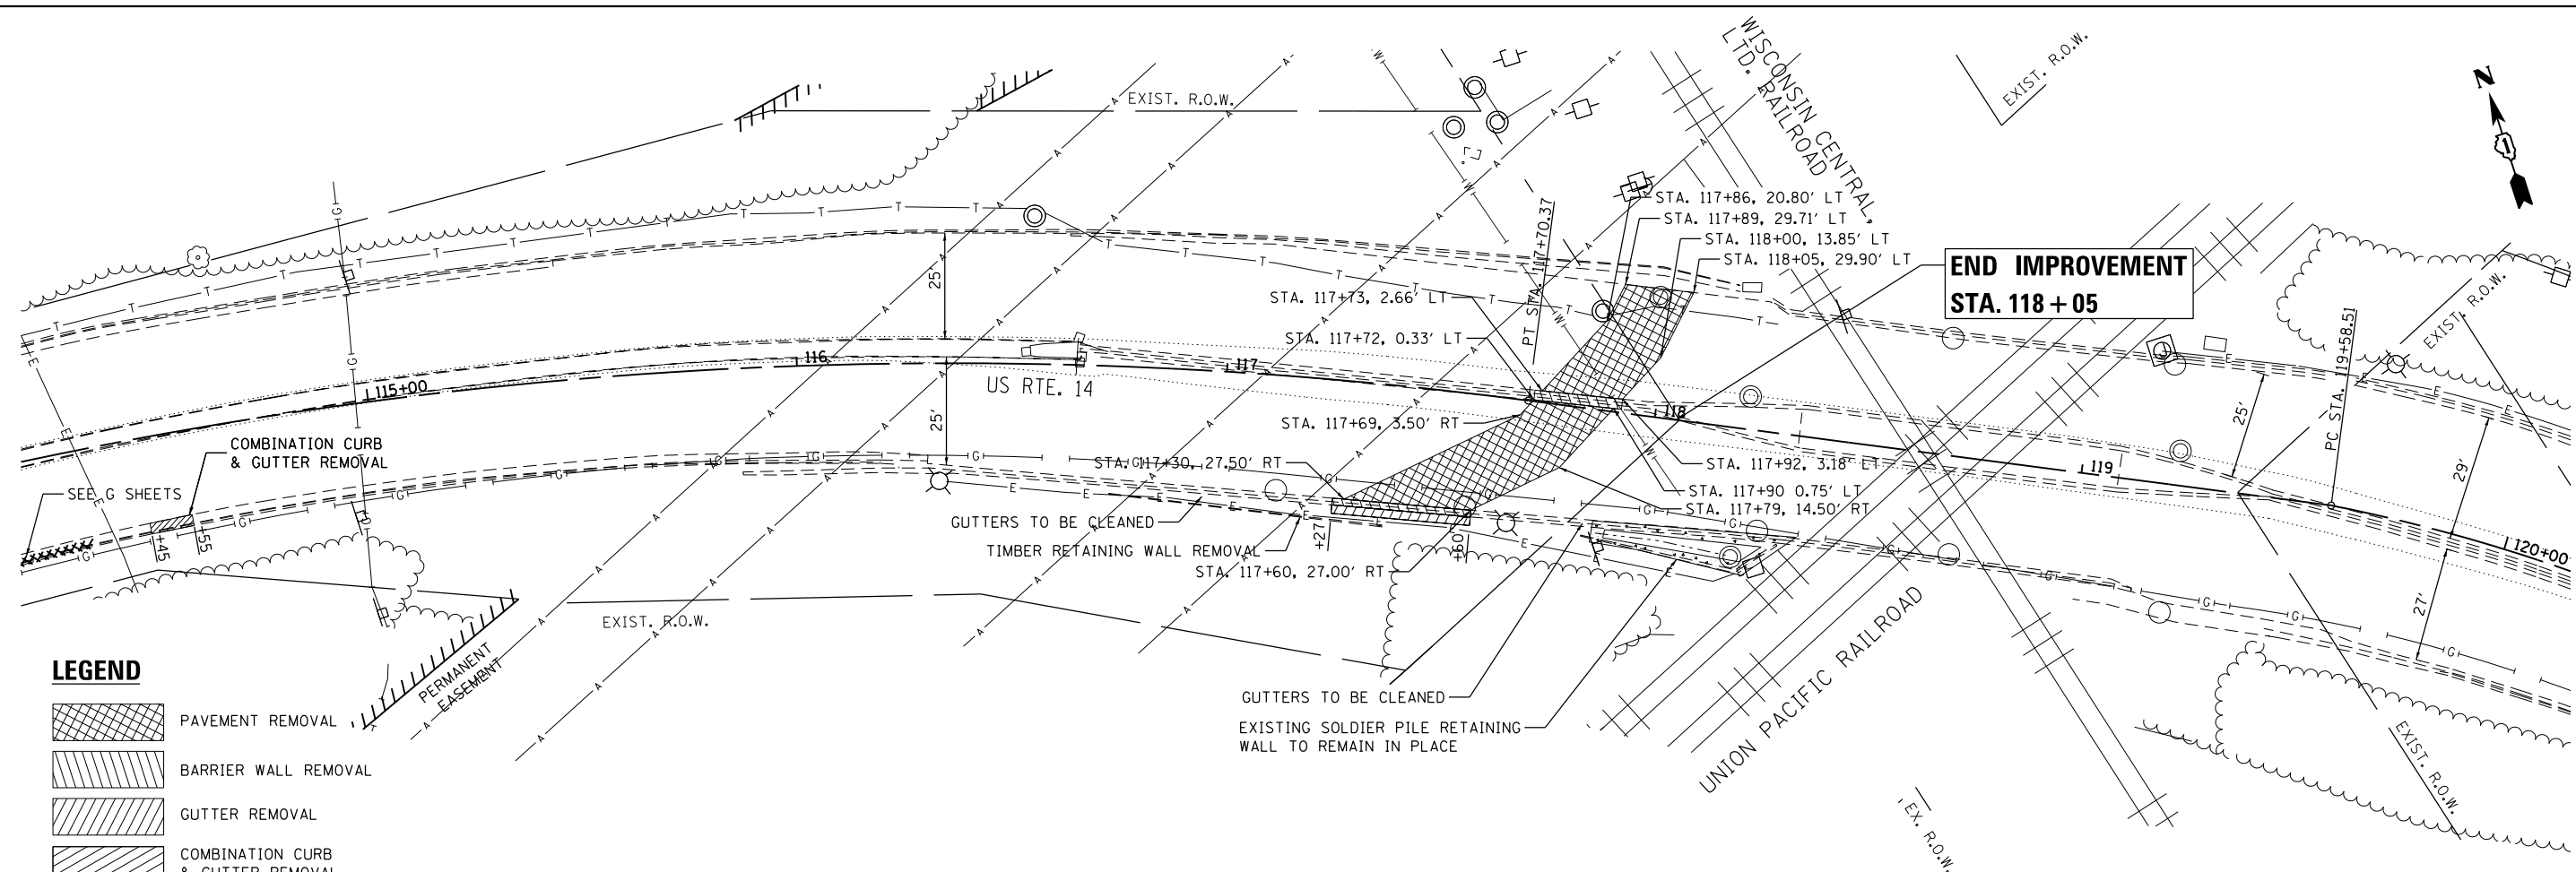 WISCONSIN CENTRAL,
LTD. RAILROAD
EXIST. R.O.W.
N
1
EXIST. R.O.W.
STA. 117+86, 20.80' LT
STA. 117+89, 29.71' LT
STA. 118+00, 13.85' LT
STA. 118+05, 29.90' LT
PT STA. 117+70.37
END IMPROVEMENT
STA. 118+05
25'
STA. 117+73, 2.66' LT
STA. 117+72, 0.33' LT
EXIST. R.O.W.
PC STA. 119+58.51
115+00
116
117
118
119
120+00
US RTE. 14
25'
25'
29'
27'
COMBINATION CURB
& GUTTER REMOVAL
SEE G SHEETS
+45
+55
STA. 117+69, 3.50' RT
STA. 117+30, 27.50' RT
STA. 117+92, 3.18' LT
STA. 117+90 0.75' LT
STA. 117+79, 14.50' RT
GUTTERS TO BE CLEANED
TIMBER RETAINING WALL REMOVAL
+27
+60
STA. 117+60, 27.00' RT
EXIST. R.O.W.
PERMANENT
EASEMENT
GUTTERS TO BE CLEANED
EXISTING SOLDIER PILE RETAINING
WALL TO REMAIN IN PLACE
UNION PACIFIC RAILROAD
EXIST. R.O.W.
EX. R.O.W.
LEGEND
PAVEMENT REMOVAL
BARRIER WALL REMOVAL
GUTTER REMOVAL
COMBINATION CURB
& GUTTER REMOVAL